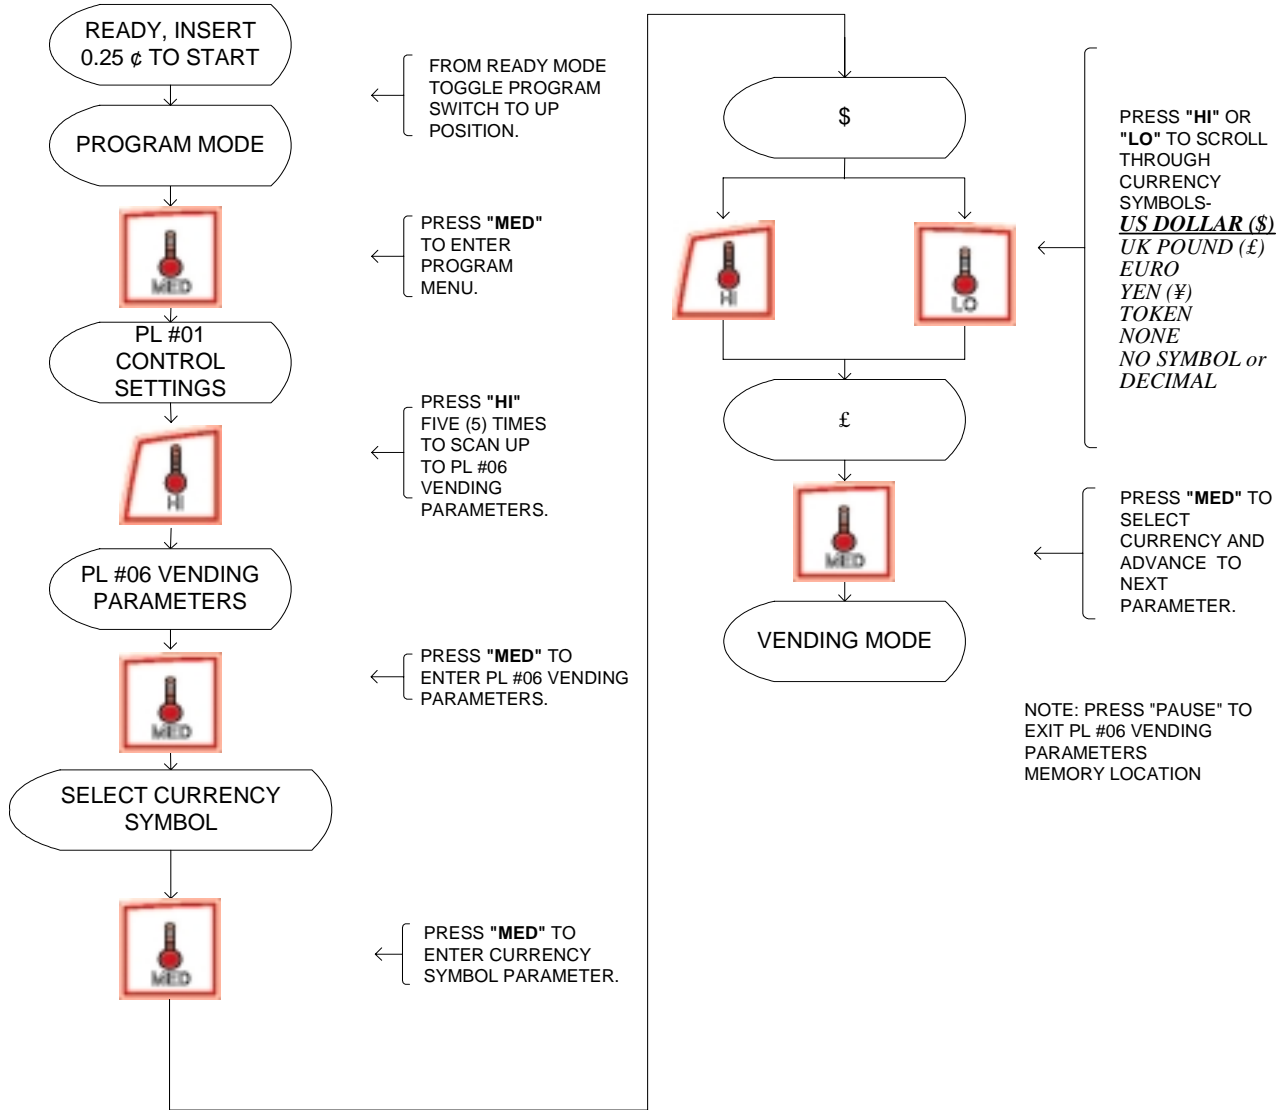 READY, INSERT
0.25 ¢ TO START
FROM READY MODE
TOGGLE PROGRAM
SWITCH TO UP
POSITION.
PROGRAM MODE
MED
PRESS "MED"
TO ENTER
PROGRAM
MENU.
PL #01
CONTROL
SETTINGS
HI
PRESS "HI"
FIVE (5) TIMES
TO SCAN UP
TO PL #06
VENDING
PARAMETERS.
PL #06 VENDING
PARAMETERS
MED
PRESS "MED" TO
ENTER PL #06 VENDING
PARAMETERS.
SELECT CURRENCY
SYMBOL
MED
PRESS "MED" TO
ENTER CURRENCY
SYMBOL PARAMETER.
$
HI
LO
PRESS "HI" OR
"LO" TO SCROLL
THROUGH
CURRENCY
SYMBOLS-
US DOLLAR ($)
UK POUND (£)
EURO
YEN (¥)
TOKEN
NONE
NO SYMBOL or
DECIMAL
£
MED
PRESS "MED" TO
SELECT
CURRENCY AND
ADVANCE TO
NEXT
PARAMETER.
VENDING MODE
NOTE: PRESS "PAUSE" TO
EXIT PL #06 VENDING
PARAMETERS
MEMORY LOCATION